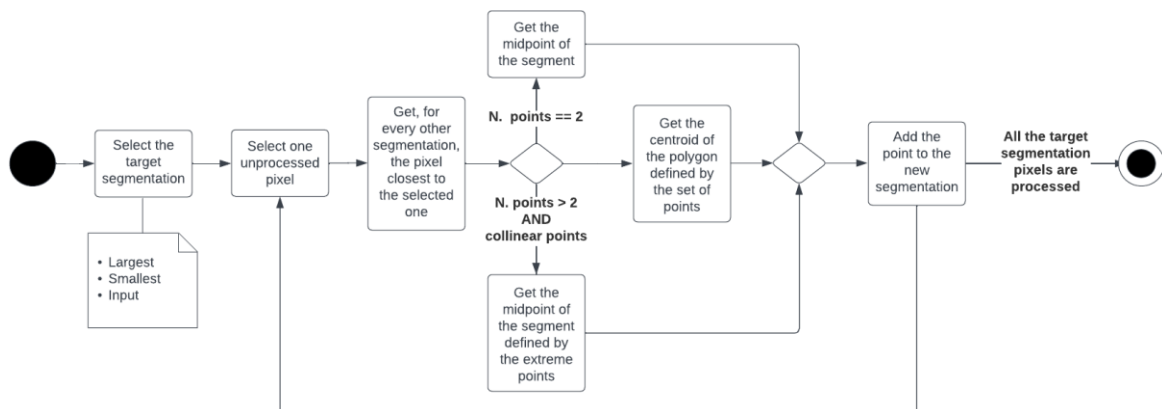 Select the
target
segmentation
• Largest
• Smallest
• Input
Select one
unprocessed
pixel
Get, for
every other
segmentation,
the pixel
closest to
the selected
one
Get the
midpoint of
the segment
N. points == 2
N. points > 2
AND
collinear points
Get the
midpoint of
the segment
defined by
the extreme
points
Get the
centroid of
the polygon
defined by
the set of
points
Add the
point to the
new
segmentation
All the target
segmentation
pixels are
processed